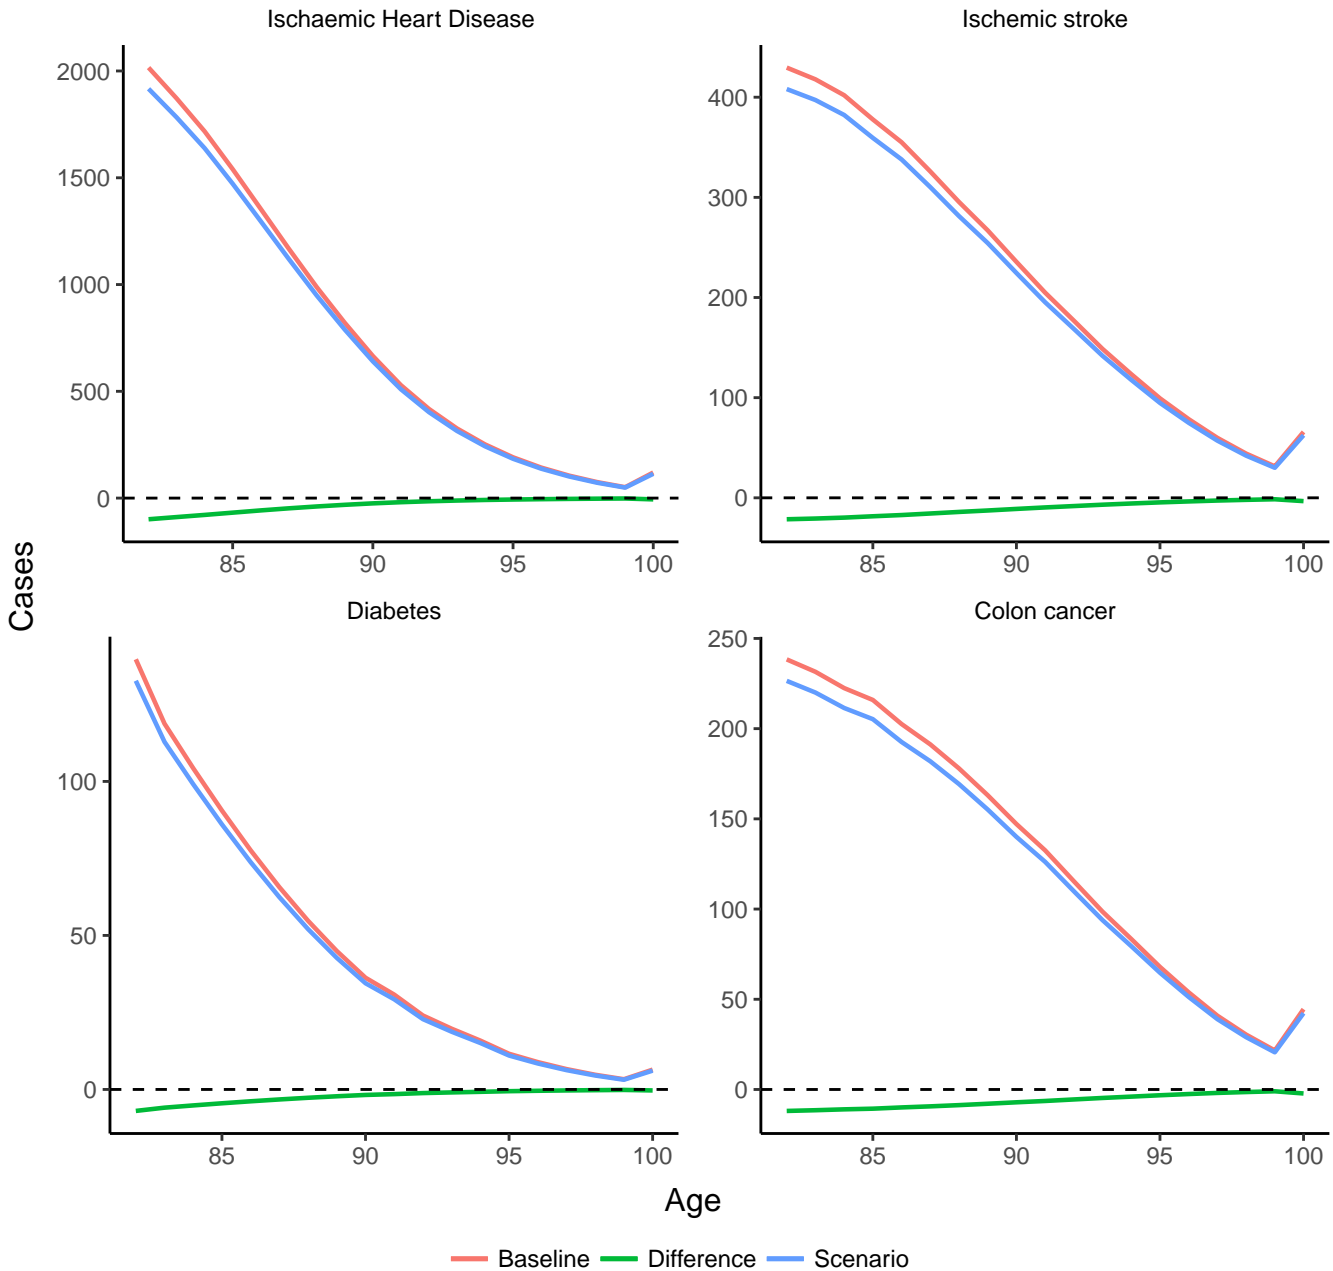 Ischaemic Heart Disease
2000
1500
1000
500
0
85 90 95 100
Ischemic stroke
400
300
200
100
0
85 90 95 100
Cases
Diabetes
100
50
0
85 90 95 100
Colon cancer
250
200
150
100
50
0
85 90 95 100
Age
Baseline Difference Scenario